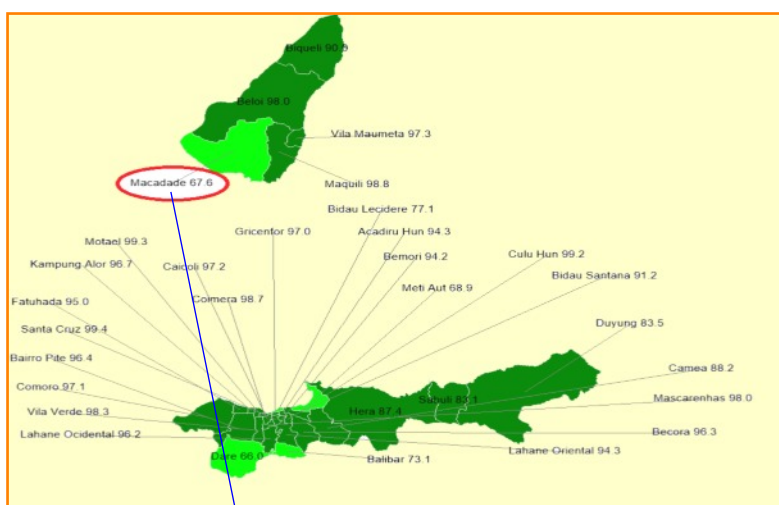 Biqueli 90.9
Beloi 98.0
Vila Maumeta 97.3
Macadade 67.6
Maquili 98.8
Bidau Lecidere 77.1
Gricentor 97.0
Acadiru Hun 94.3
Motael 99.3
Bemori 94.2
Culu Hun 99.2
Kampung Alor 96.7
Caicoli 97.2
Bidau Santana 91.2
Meti Aut 68.9
Fatuhada 95.0
Coimera 98.7
Duyung 83.5
Santa Cruz 99.4
Bairro Pite 96.4
Camea 88.2
Comoro 97.1
Sabuli 83.1
Mascarenhas 98.0
Vila Verde 98.3
Hera 87.4
Lahane Ocidental 96.2
Becora 96.3
Lahane Oriental 94.3
Dare 66.0
Balibar 73.1